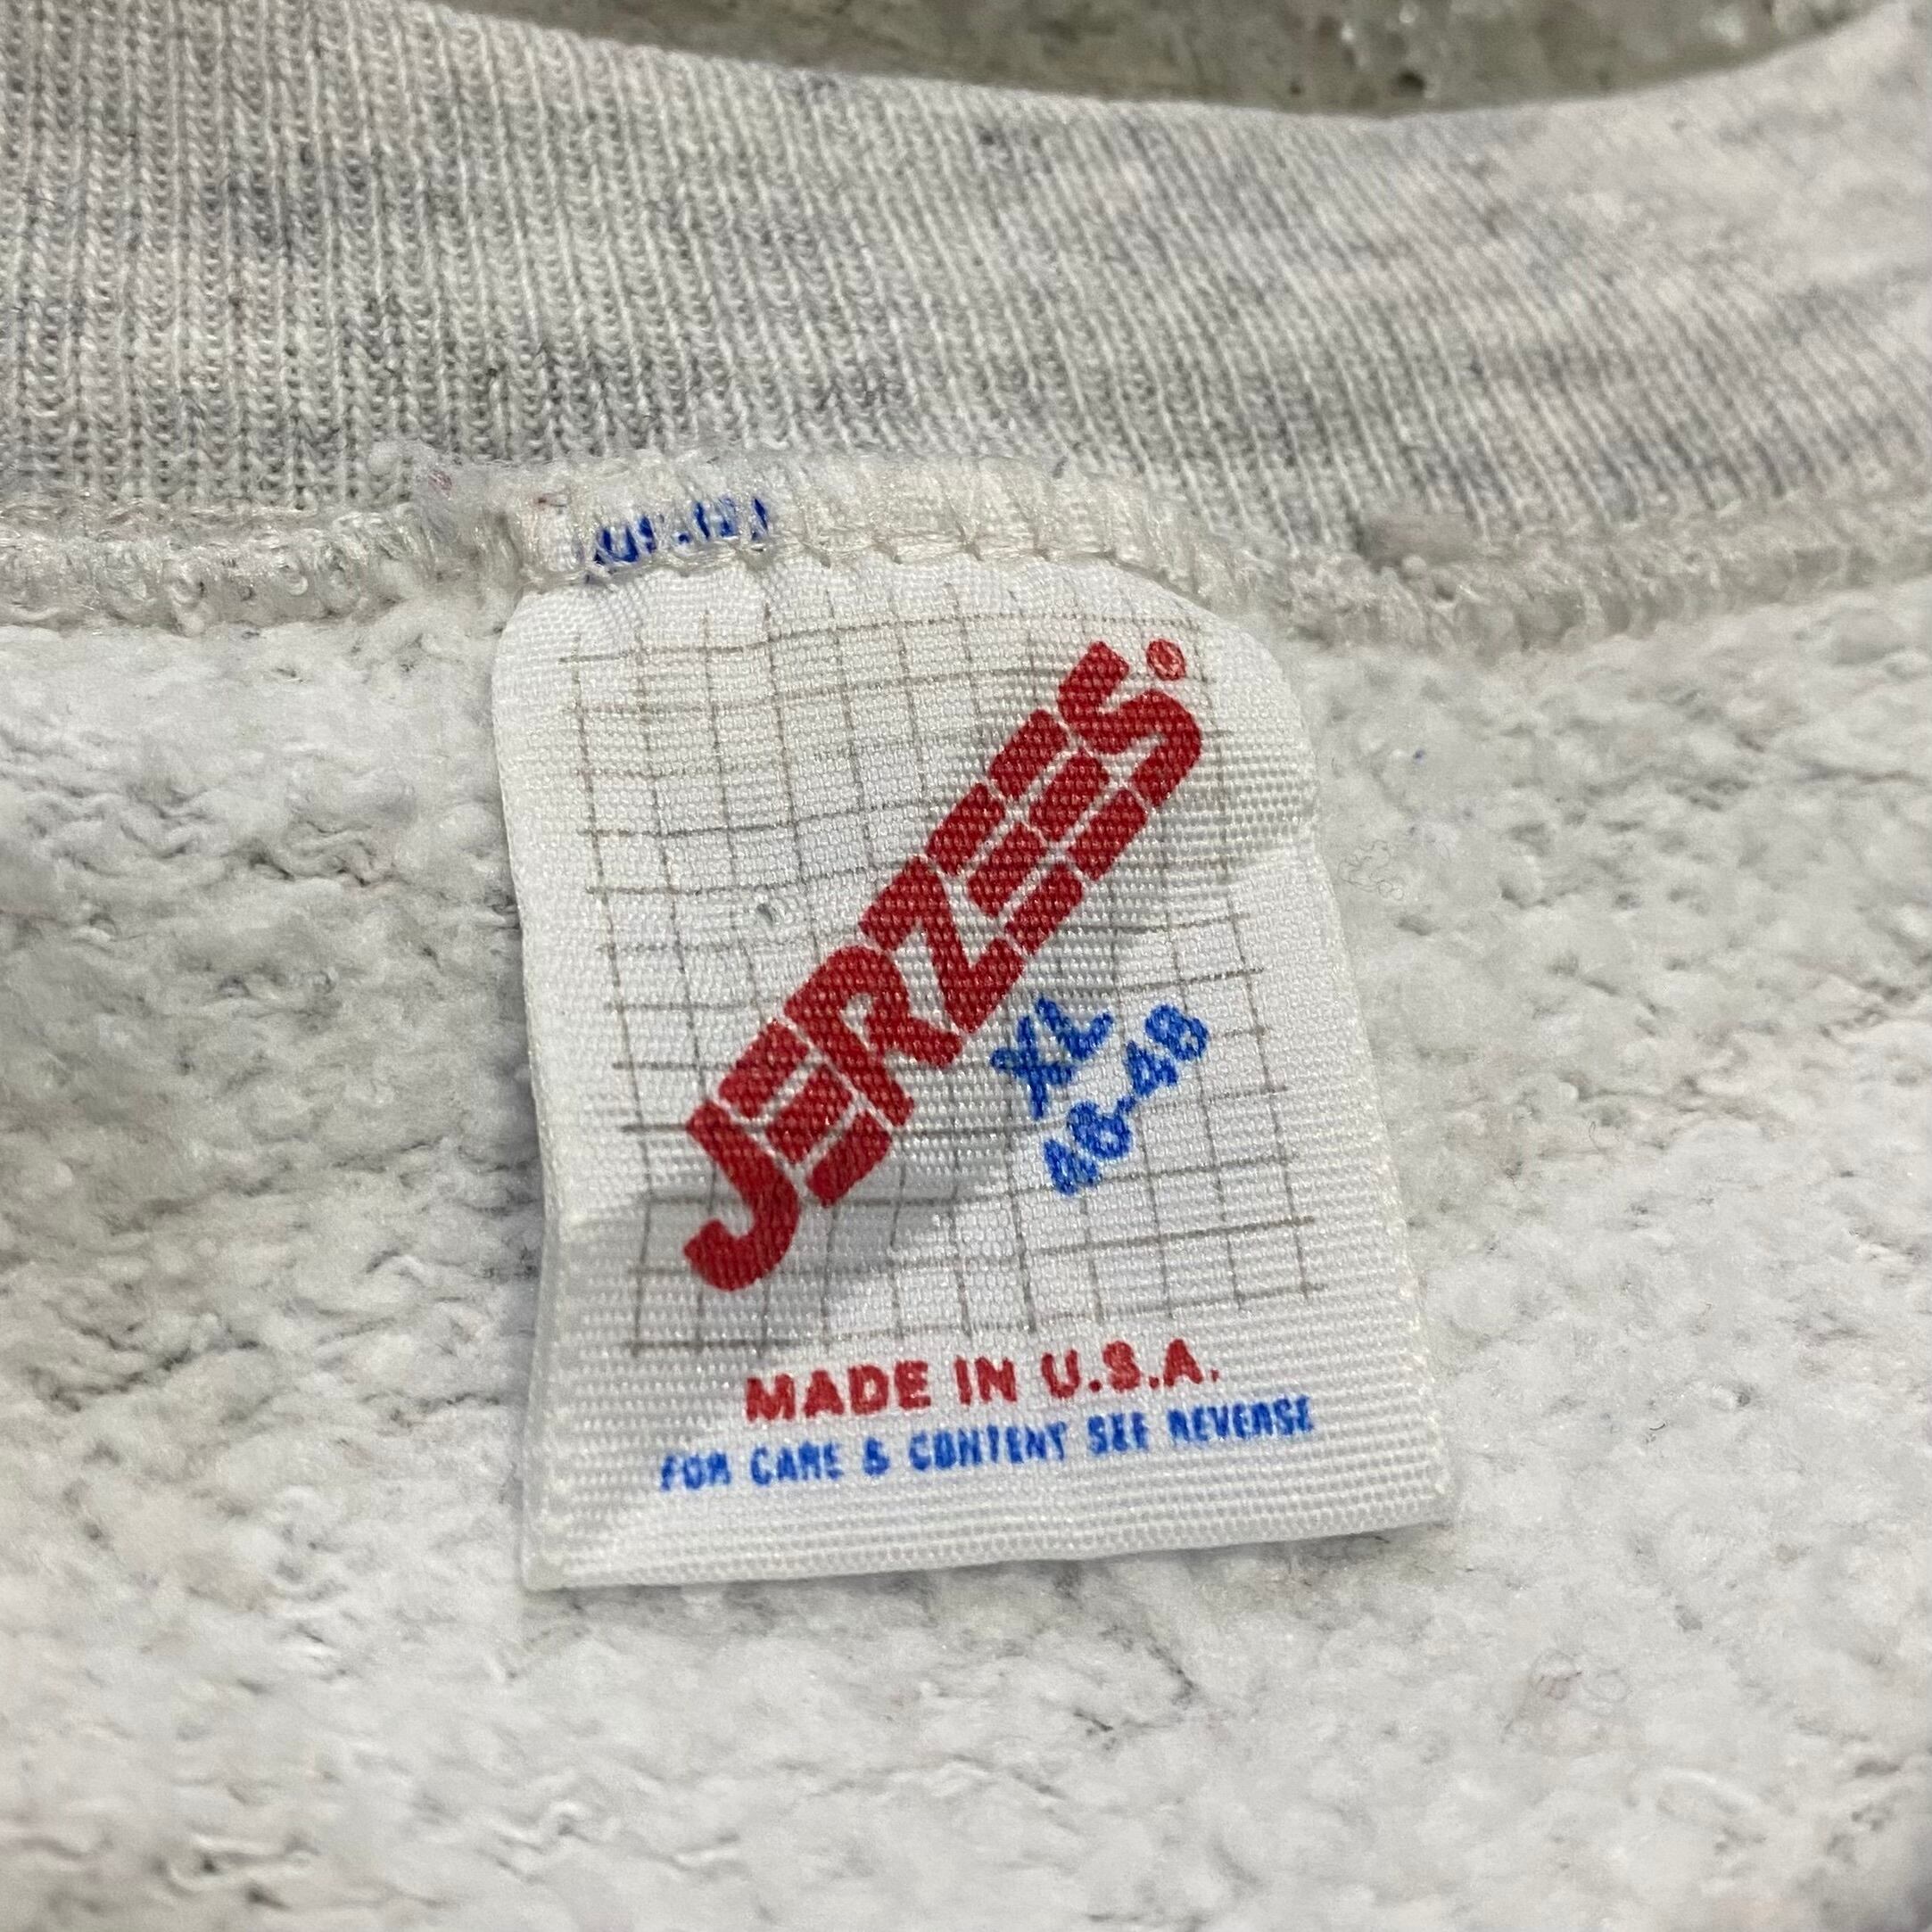 JERZEES®
XL
46-48
MADE IN U.S.A.
FOR CARE & CONTENT SEE REVERSE